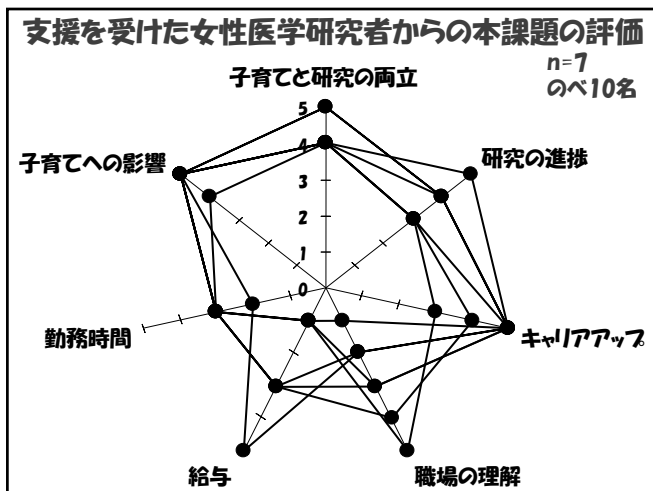 支援を受けた女性医学研究者からの本課題の評価
n=7
のべ10名
子育てと研究の両立
5
4
3
2
1
0
子育てへの影響
研究の進捗
勤務時間
キャリアアップ
給与
職場の理解